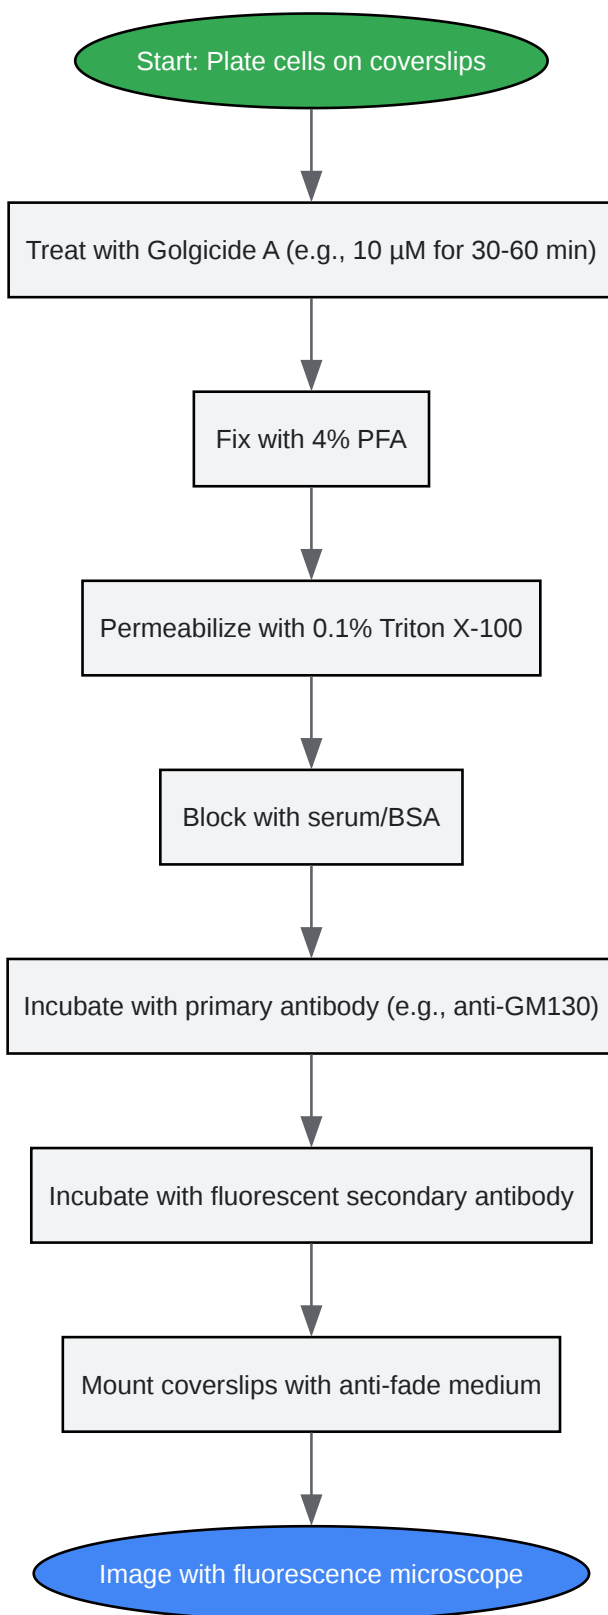 Start: Plate cells on coverslips
Treat with Golgicide A (e.g., 10 µM for 30-60 min)
Fix with 4% PFA
Permeabilize with 0.1% Triton X-100
Block with serum/BSA
Incubate with primary antibody (e.g., anti-GM130)
Incubate with fluorescent secondary antibody
Mount coverslips with anti-fade medium
Image with fluorescence microscope